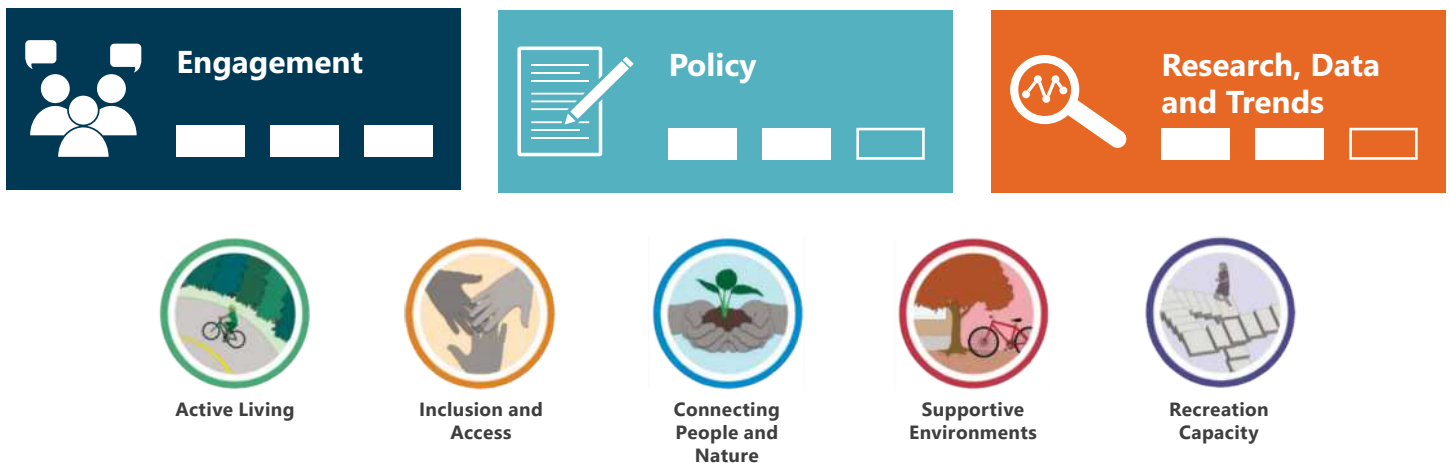 Engagement
Policy
Research, Data
and Trends
Active Living
Inclusion and
Access
Connecting
People and
Nature
Supportive
Environments
Recreation
Capacity